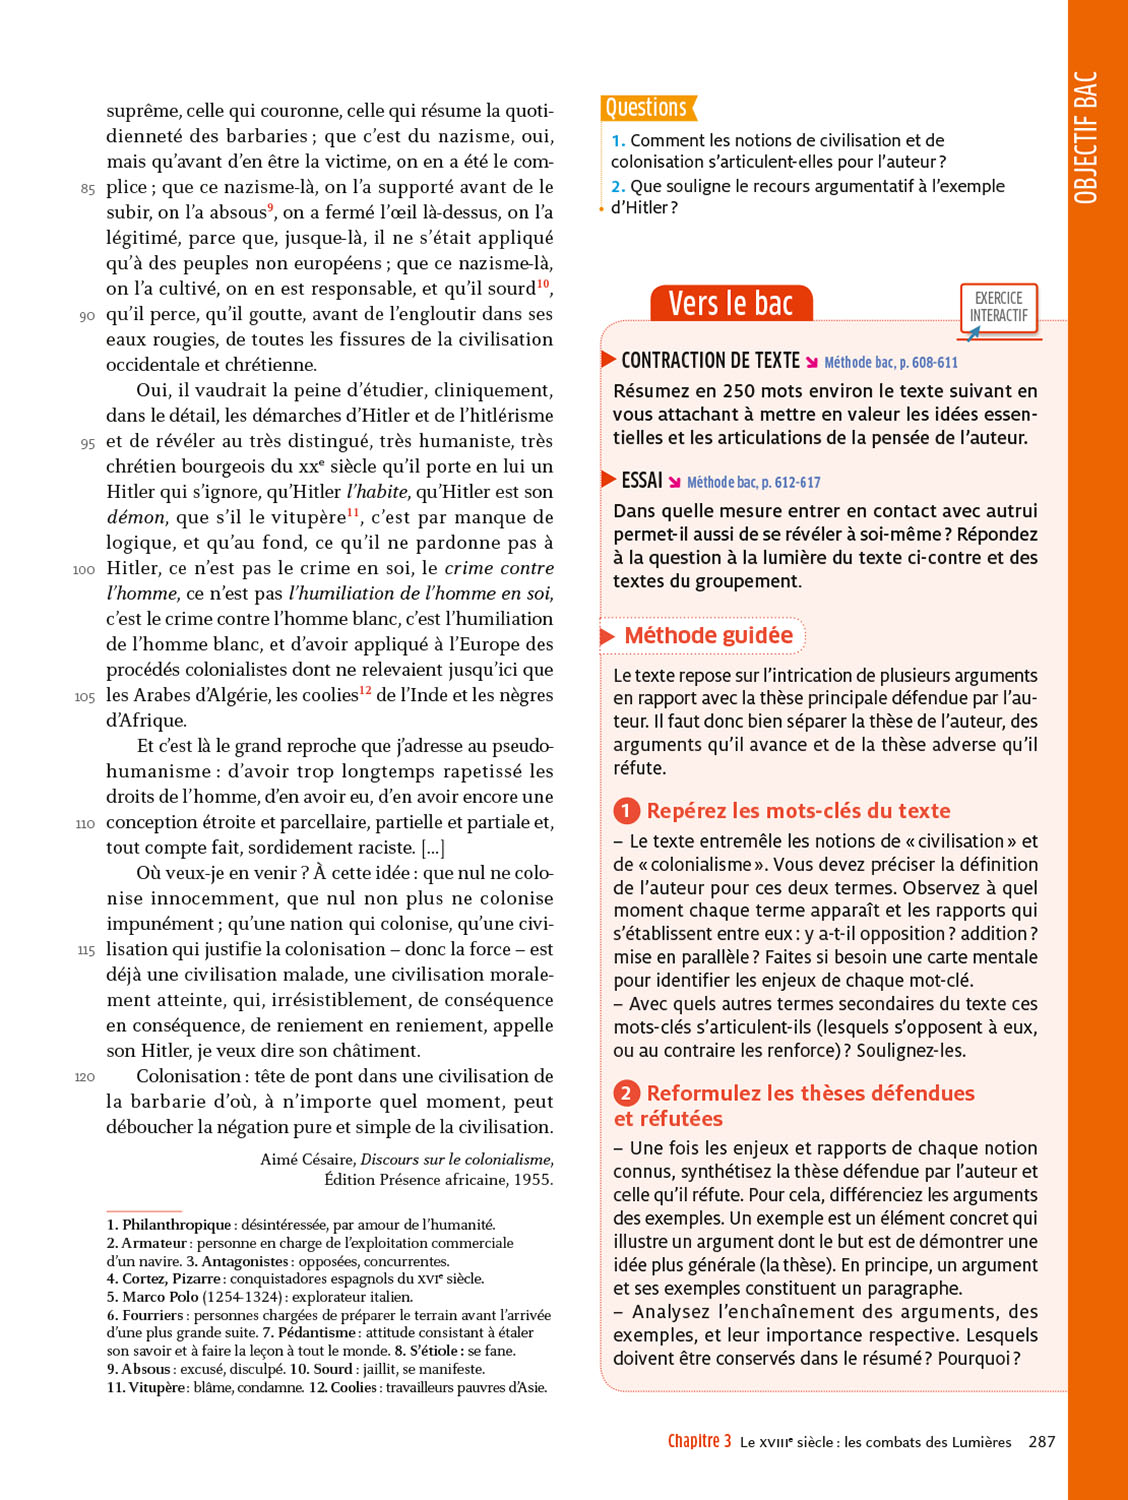 suprême, celle qui couronne, celle qui résume la quoti-
dienneté des barbaries ; que c'est du nazisme, oui,
mais qu'avant d'en être la victime, on en a été le com-
85 plice ; que ce nazisme-là, on l'a supporté avant de le
subir, on l'a absous9, on a fermé l'œil là-dessus, on l'a
légitimé, parce que, jusque-là, il ne s'était appliqué
qu'à des peuples non européens ; que ce nazisme-là,
on l'a cultivé, on en est responsable, et qu'il sourd10,
90 qu'il perce, qu'il goutte, avant de l'engloutir dans ses
eaux rougies, de toutes les fissures de la civilisation
occidentale et chrétienne.
Oui, il vaudrait la peine d'étudier, cliniquement,
dans le détail, les démarches d'Hitler et de l'hitlérisme
95 et de révéler au très distingué, très humaniste, très
chrétien bourgeois du XXe siècle qu'il porte en lui un
Hitler qui s'ignore, qu'Hitler l'habite, qu'Hitler est son
démon, que s'il le vitupère11, c'est par manque de
logique, et qu'au fond, ce qu'il ne pardonne pas à
100 Hitler, ce n'est pas le crime en soi, le crime contre
l'homme, ce n'est pas l'humiliation de l'homme en soi,
c'est le crime contre l'homme blanc, c'est l'humiliation
de l'homme blanc, et d'avoir appliqué à l'Europe des
procédés colonialistes dont ne relevaient jusqu'ici que
105 les Arabes d'Algérie, les coolies12 de l'Inde et les nègres
d'Afrique.
Et c'est là le grand reproche que j'adresse au pseudo-
humanisme : d'avoir trop longtemps rapetissé les
droits de l'homme, d'en avoir eu, d'en avoir encore une
110 conception étroite et parcellaire, partielle et partiale et,
tout compte fait, sordidement raciste. [...]
Où veux-je en venir ? À cette idée : que nul ne colo-
nise innocemment, que nul non plus ne colonise
impunément ; qu'une nation qui colonise, qu'une civi-
115 lisation qui justifie la colonisation – donc la force – est
déjà une civilisation malade, une civilisation morale-
ment atteinte, qui, irrésistiblement, de conséquence
en conséquence, de reniement en reniement, appelle
son Hitler, je veux dire son châtiment.
120 Colonisation : tête de pont dans une civilisation de
la barbarie d'où, à n'importe quel moment, peut
déboucher la négation pure et simple de la civilisation.
Aimé Césaire, Discours sur le colonialisme,
Édition Présence africaine, 1955.
1. Philanthropique : désintéressée, par amour de l'humanité.
2. Armateur : personne en charge de l'exploitation commerciale
d'un navire. 3. Antagonistes : opposées, concurrentes.
4. Cortez, Pizarre : conquistadores espagnols du XVIe siècle.
5. Marco Polo (1254-1324) : explorateur italien.
6. Fourriers : personnes chargées de préparer le terrain avant l'arrivée
d'une plus grande suite. 7. Pédantisme : attitude consistant à étaler
son savoir et à faire la leçon à tout le monde. 8. S'étiole : se fane.
9. Absous : excusé, disculpé. 10. Sourd : jaillit, se manifeste.
11. Vitupère : blâme, condamne. 12. Coolies : travailleurs pauvres d'Asie.
Questions
1. Comment les notions de civilisation et de
colonisation s'articulent-elles pour l'auteur ?
2. Que souligne le recours argumentatif à l'exemple
d'Hitler ?
Vers le bac
EXERCICE
INTERACTIF
CONTRACTION DE TEXTE Méthode bac, p. 608-611
Résumez en 250 mots environ le texte suivant en
vous attachant à mettre en valeur les idées essen-
tielles et les articulations de la pensée de l'auteur.
ESSAI Méthode bac, p. 612-617
Dans quelle mesure entrer en contact avec autrui
permet-il aussi de se révéler à soi-même ? Répondez
à la question à la lumière du texte ci-contre et des
textes du groupement.
Méthode guidée
Le texte repose sur l'intrication de plusieurs arguments
en rapport avec la thèse principale défendue par l'au-
teur. Il faut donc bien séparer la thèse de l'auteur, des
arguments qu'il avance et de la thèse adverse qu'il
réfute.
1 Repérez les mots-clés du texte
– Le texte entremêle les notions de « civilisation » et
de « colonialisme ». Vous devez préciser la définition
de l'auteur pour ces deux termes. Observez à quel
moment chaque terme apparaît et les rapports qui
s'établissent entre eux : y a-t-il opposition ? addition ?
mise en parallèle ? Faites si besoin une carte mentale
pour identifier les enjeux de chaque mot-clé.
– Avec quels autres termes secondaires du texte ces
mots-clés s'articulent-ils (lesquels s'opposent à eux,
ou au contraire les renforce) ? Soulignez-les.
2 Reformulez les thèses défendues
et réfutées
– Une fois les enjeux et rapports de chaque notion
connus, synthétisez la thèse défendue par l'auteur et
celle qu'il réfute. Pour cela, différenciez les arguments
des exemples. Un exemple est un élément concret qui
illustre un argument dont le but est de démontrer une
idée plus générale (la thèse). En principe, un argument
et ses exemples constituent un paragraphe.
– Analysez l'enchaînement des arguments, des
exemples, et leur importance respective. Lesquels
doivent être conservés dans le résumé ? Pourquoi ?
OBJECTIF BAC
Chapitre 3 Le XVIIIe siècle : les combats des Lumières 287